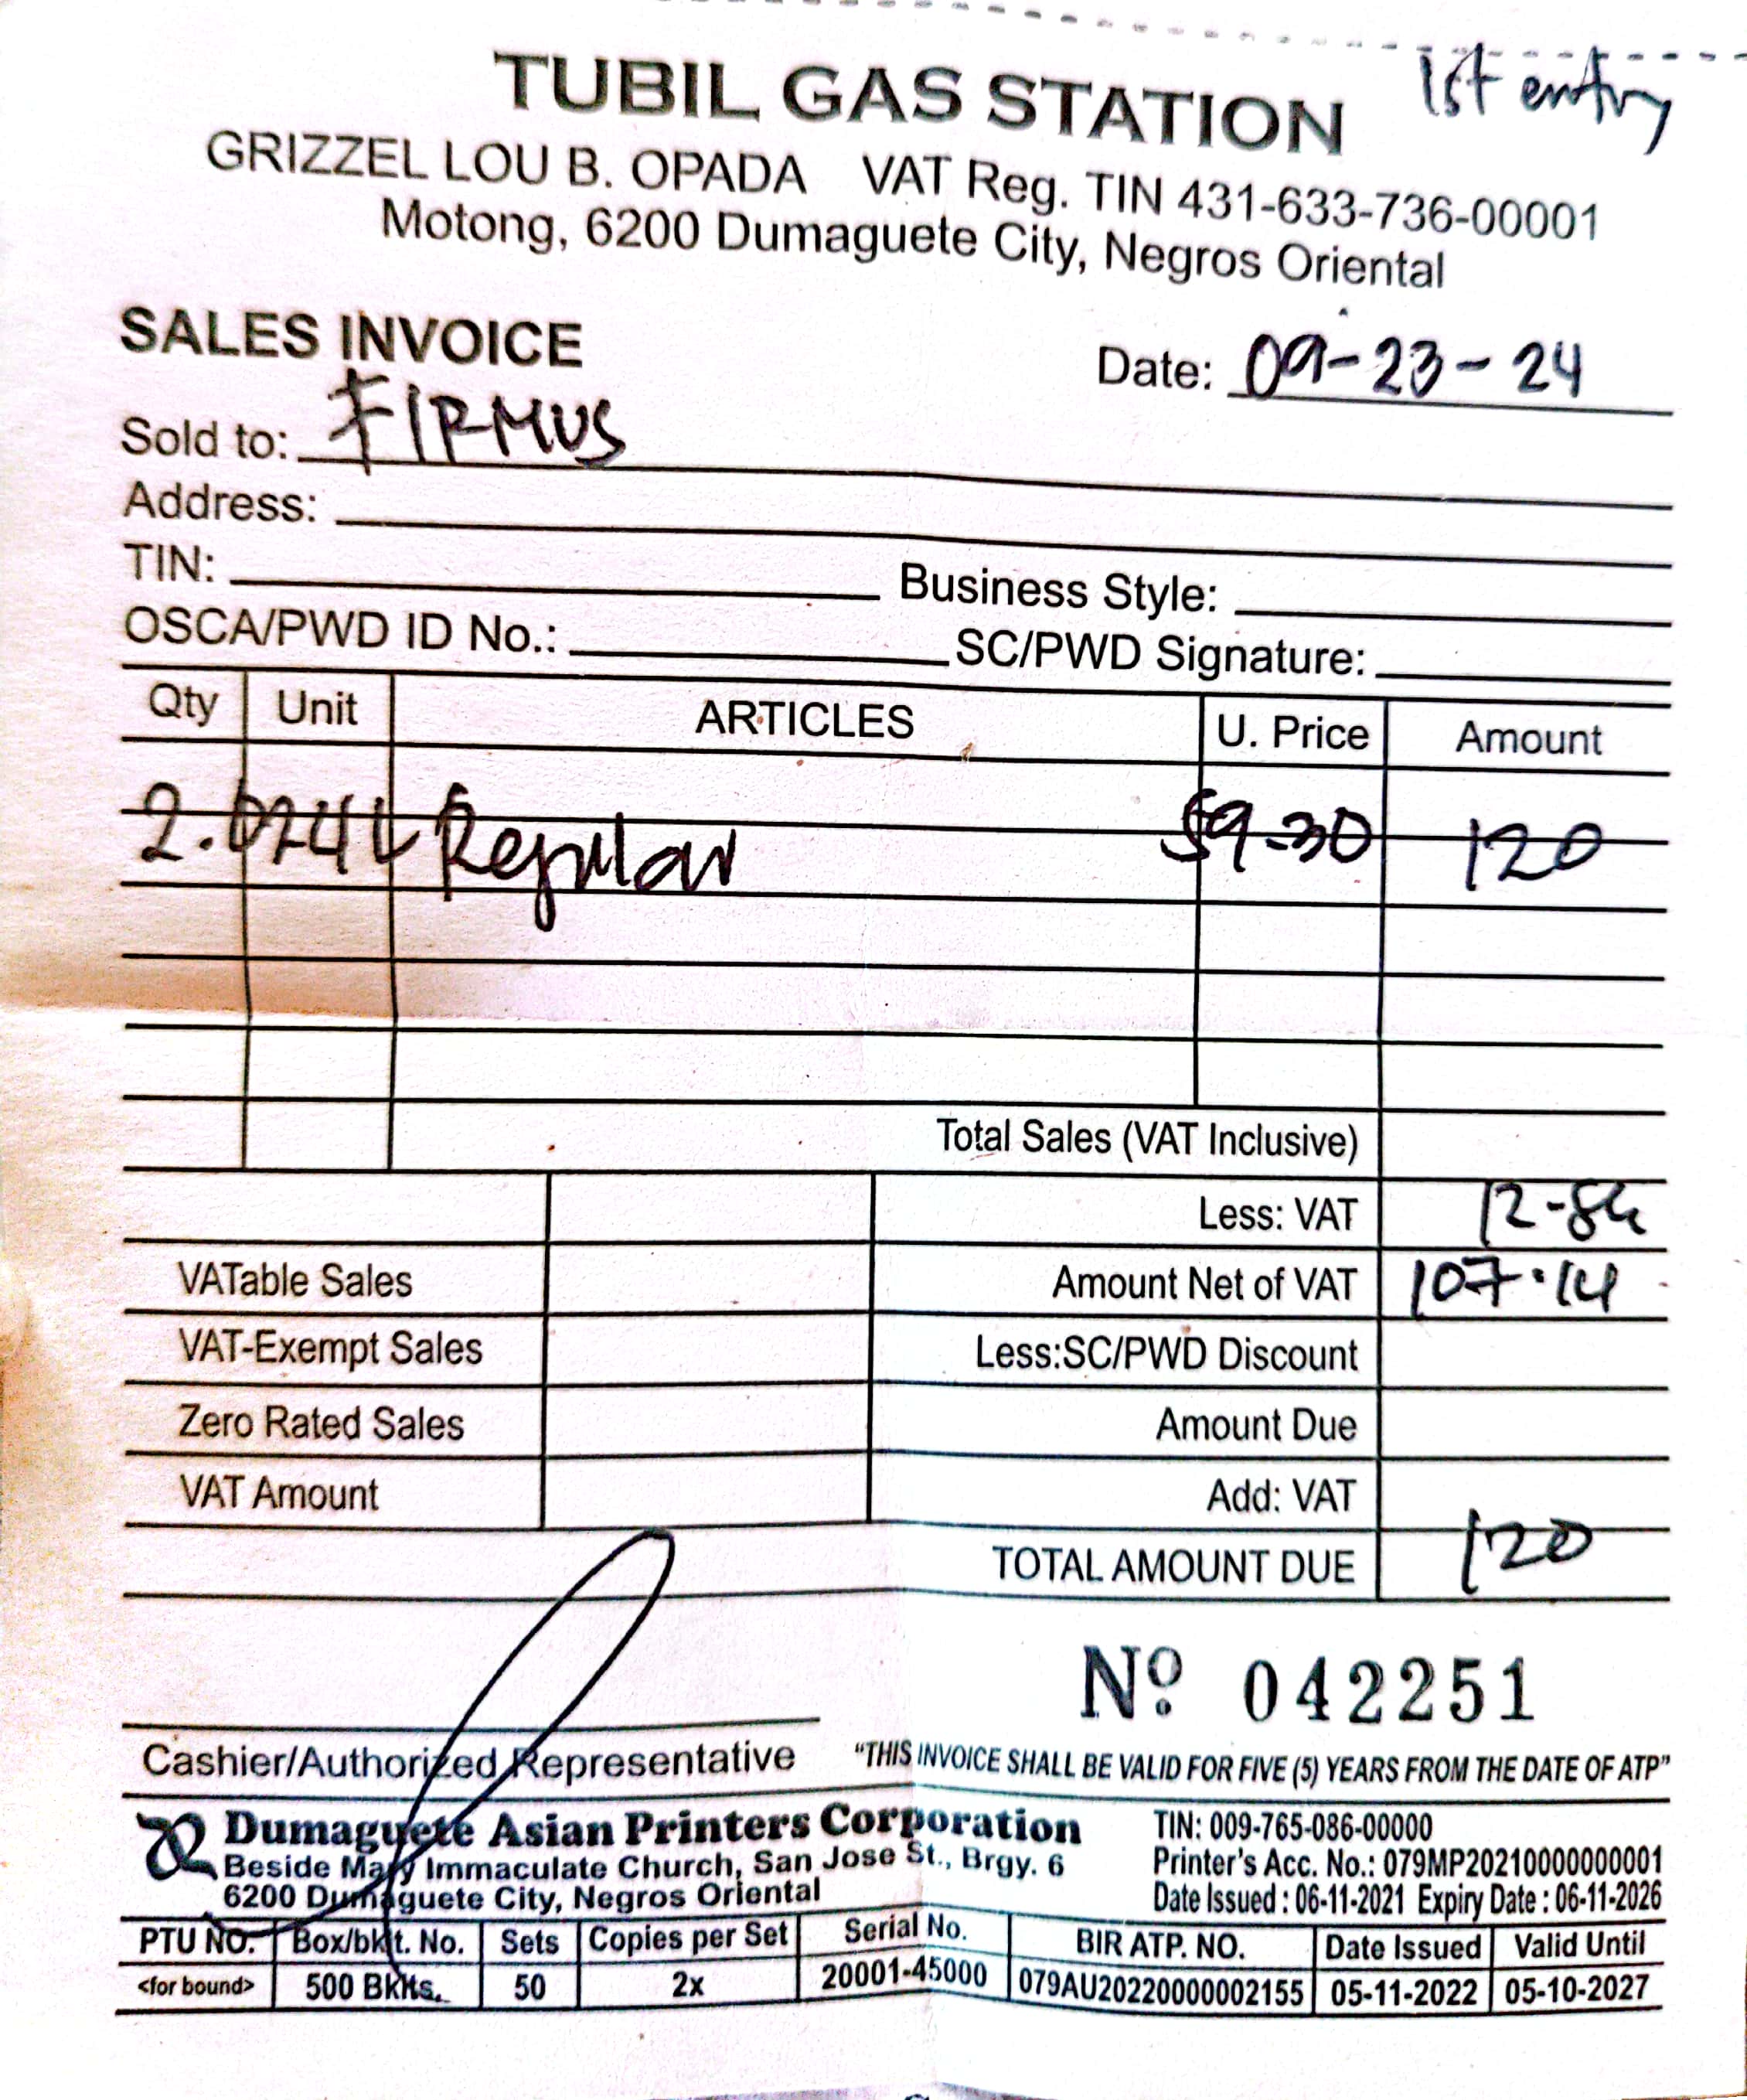 1st entry
TUBIL GAS STATION
GRIZZEL LOU B. OPADA VAT Reg. TIN 431-633-736-00001
Motong, 6200 Dumaguete City, Negros Oriental
SALES INVOICE
Date: 09-23-24
Sold to: FIRMUS
Address:
TIN: Business Style:
OSCA/PWD ID No.: SC/PWD Signature:
Qty Unit ARTICLES U. Price Amount
2.024 L Regular 59.30 120
Total Sales (VAT Inclusive)
Less: VAT 12-86
VATable Sales Amount Net of VAT 107.14
VAT-Exempt Sales Less:SC/PWD Discount
Zero Rated Sales Amount Due
VAT Amount Add: VAT
TOTAL AMOUNT DUE 120
Nº 042251
Cashier/Authorized Representative "THIS INVOICE SHALL BE VALID FOR FIVE (5) YEARS FROM THE DATE OF ATP"
Dumaguete Asian Printers Corporation TIN: 009-765-086-00000
Beside Mary Immaculate Church, San Jose St., Brgy. 6 Printer's Acc. No.: 079MP20210000000001
6200 Dumaguete City, Negros Oriental Date Issued : 06-11-2021 Expiry Date : 06-11-2026
PTU NO. Box/bklt. No. Sets Copies per Set Serial No. BIR ATP. NO. Date Issued Valid Until
<for bound> 500 Bklts. 50 2x 20001-45000 079AU20220000002155 05-11-2022 05-10-2027